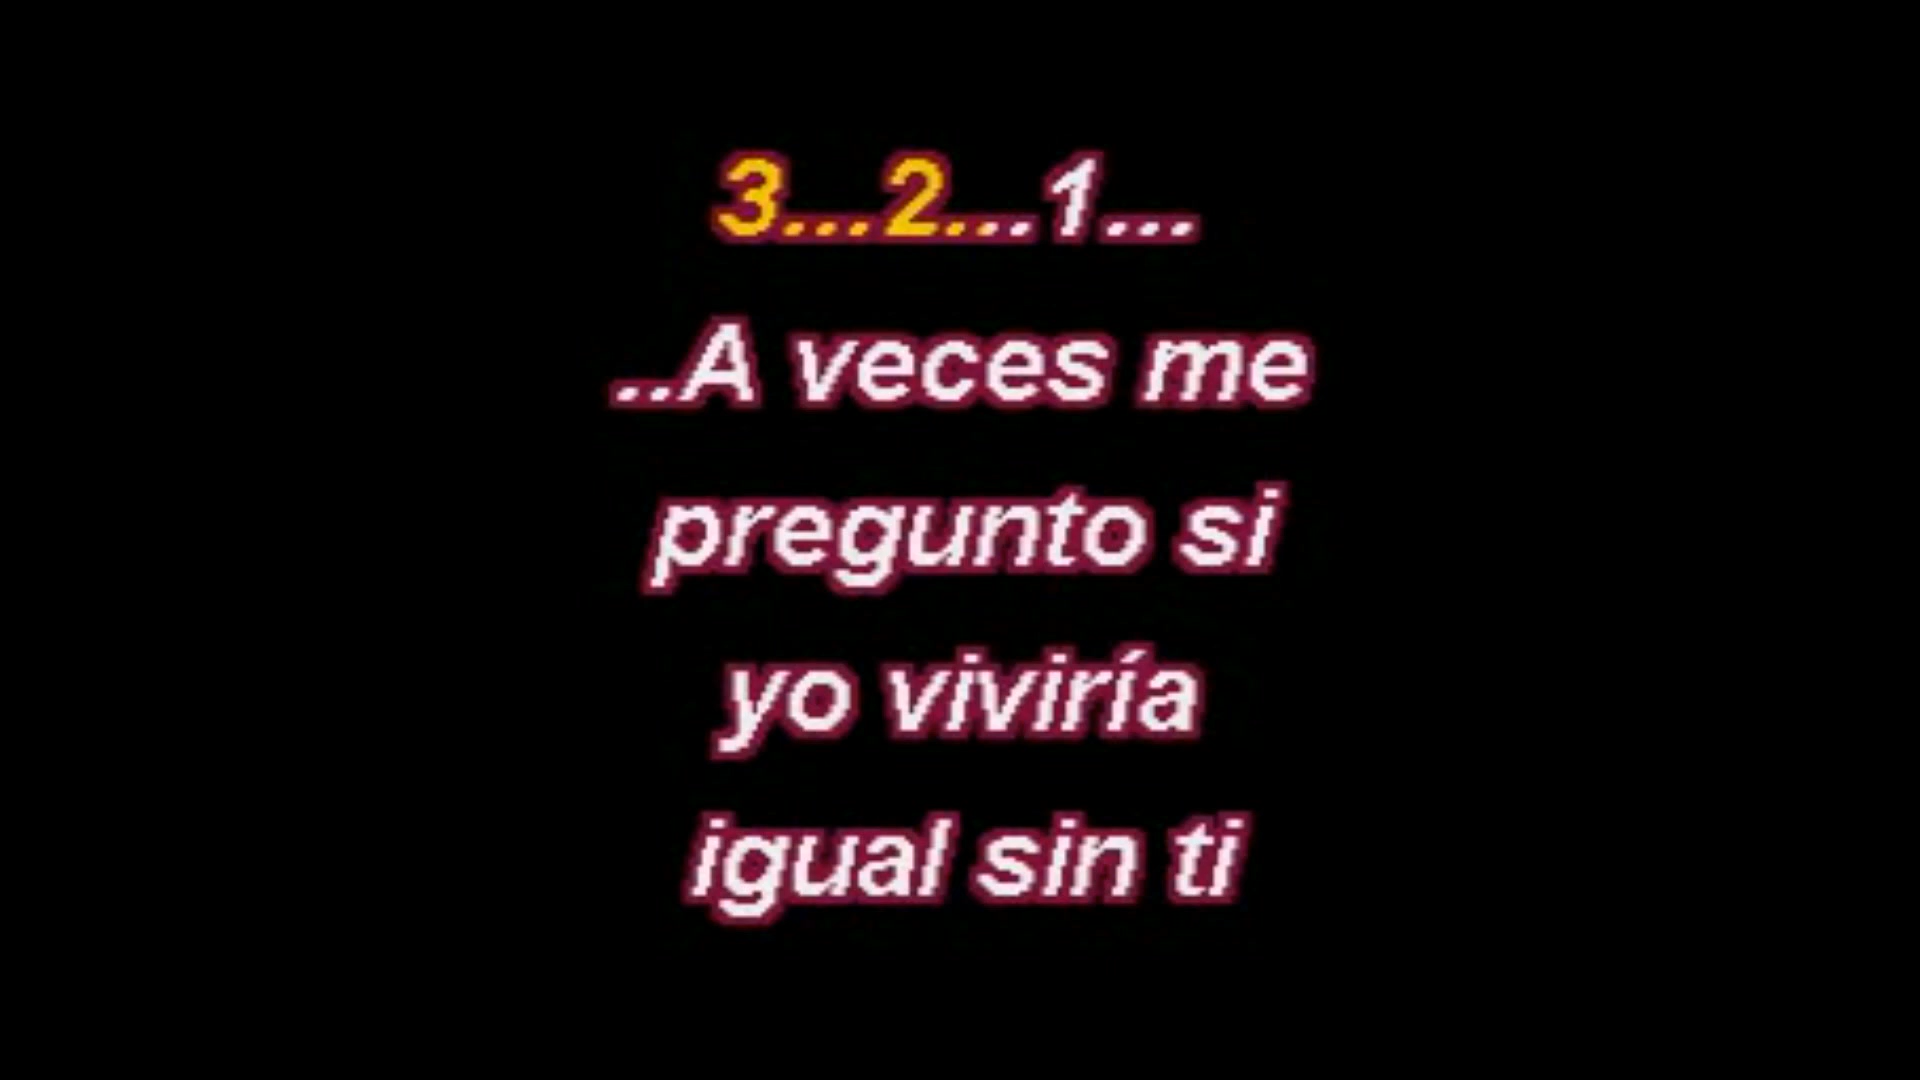 3...2...1...
..A veces me
pregunto si
yo viviría
igual sin ti